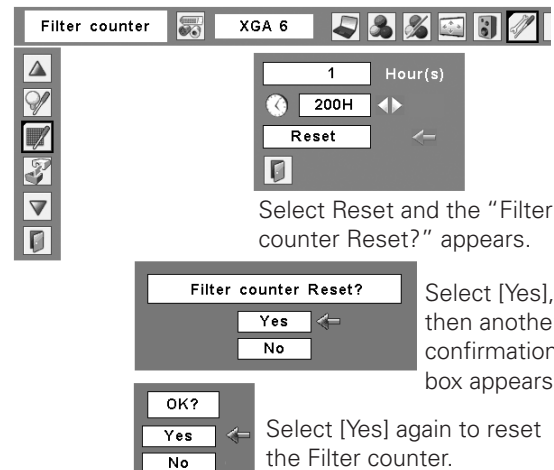 Filter counter XGA 6
1 Hour(s)
200H
Reset
Select Reset and the "Filter
counter Reset?" appears.
Filter counter Reset?
Yes
No
Select [Yes],
then anothe
confirmation
box appears
OK?
Yes
No
Select [Yes] again to reset
the Filter counter.